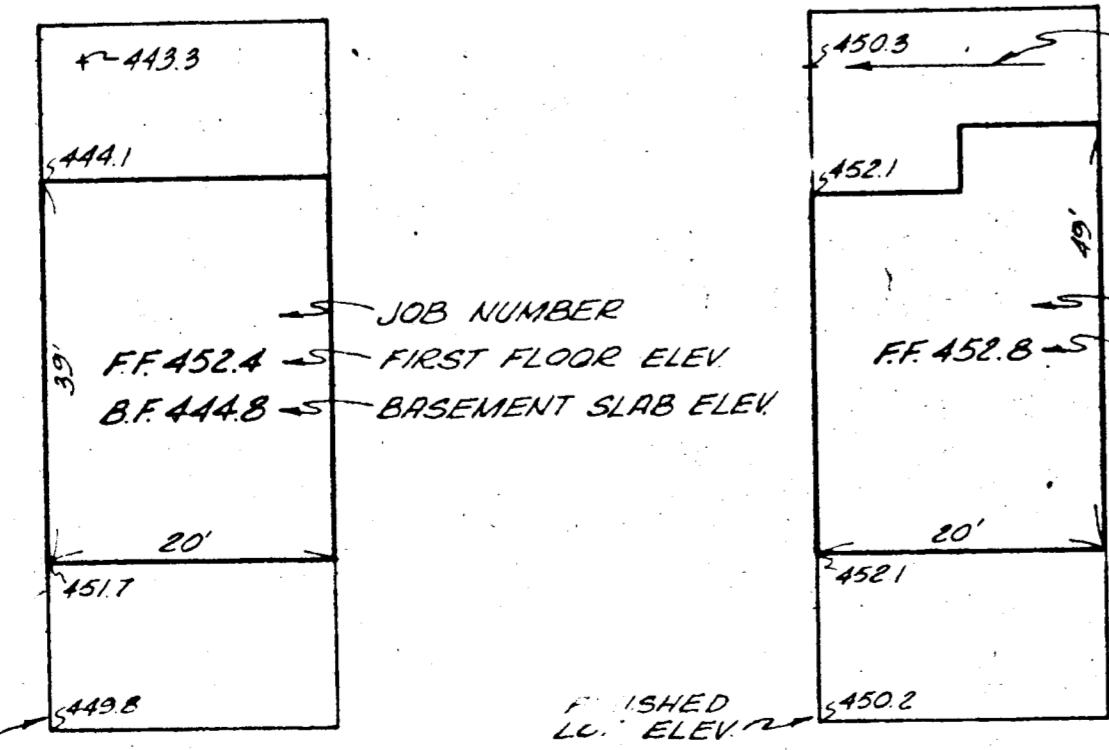 443.3
444.1
JOB NUMBER
F.F. 452.4
FIRST FLOOR ELEV.
B.F. 444.8
BASEMENT SLAB ELEV.
39'
20'
451.7
449.8
450.3
452.1
49'
F.F. 452.8
20'
452.1
450.2
ELEV.